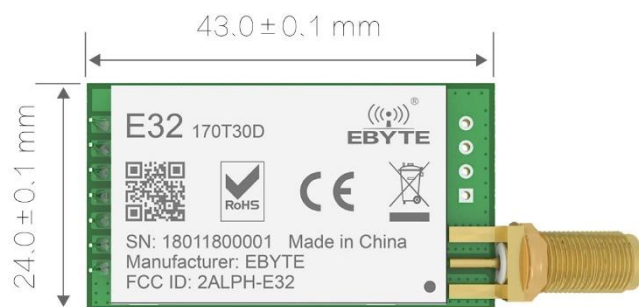 43.0±0.1 mm
24.0±0.1 mm
E32 170T30D
®
EBYTE
RoHS
CE
SN: 18011800001 Made in China
Manufacturer: EBYTE
FCC ID: 2ALPH-E32